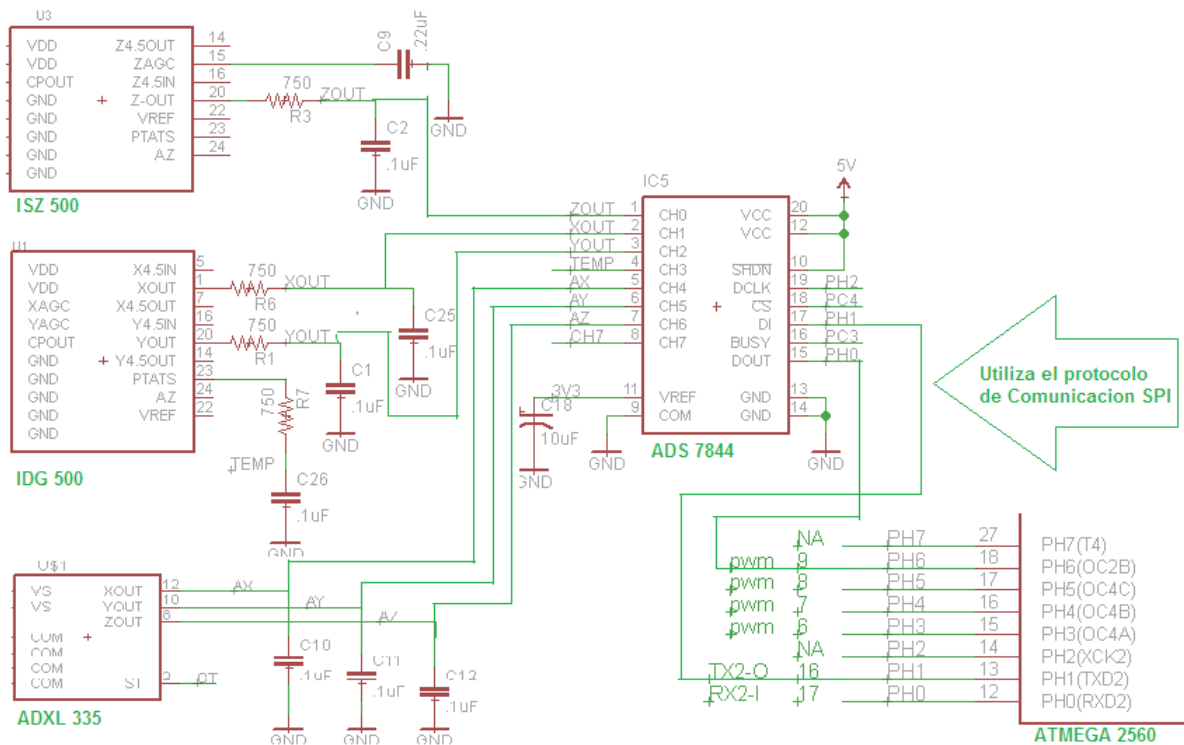 U3
VDD Z4.5OUT 14
VDD ZAGC 15
CPOUT Z4.5IN 16
GND Z-OUT 20
GND VREF 22
GND PTATS 23
GND AZ 24
GND
ISZ 500
C9
.22uF
GND
750
R3
ZOUT
C2
.1uF
GND
U1
VDD X4.5IN 5
VDD XOUT 1
XAGC X4.5OUT 7
YAGC Y4.5IN 16
CPOUT YOUT 20
GND Y4.5OUT 14
GND PTATS 23
GND AZ 24
GND VREF 22
GND
IDG 500
750
R6
XOUT
750
R1
YOUT
C25
.1uF
GND
C1
.1uF
GND
750
R7
TEMP
C26
.1uF
GND
U$1
VS XOUT 12
VS YOUT 10
ZOUT 8
COM
COM
COM
COM ST
ADXL 335
AX
AY
AZ
C10
.1uF
GND
C11
.1uF
GND
C12
.1uF
GND
IC5
5V
ZOUT 1 CH0 VCC 20
XOUT 2 CH1 VCC 12
YOUT 3 CH2
TEMP 4 CH3 SHDN 10
AX 5 CH4 DCLK 19 PH2
AY 6 CH5 CS 18 PC4
AZ 7 CH6 DI 17 PH1
CH7 8 CH7 BUSY 16 PC3
DOUT 15 PH0
3V3 11 VREF GND 13
9 COM GND 14
C18
10uF
GND
GND
GND
ADS 7844
Utiliza el protocolo
de Comunicacion SPI
NA PH7 27 PH7(T4)
pwm 9 PH6 18 PH6(OC2B)
pwm 8 PH5 17 PH5(OC4C)
pwm 7 PH4 16 PH4(OC4B)
pwm 6 PH3 15 PH3(OC4A)
NA PH2 14 PH2(XCK2)
TX2-O 16 PH1 13 PH1(TXD2)
RX2-I 17 PH0 12 PH0(RXD2)
ATMEGA 2560